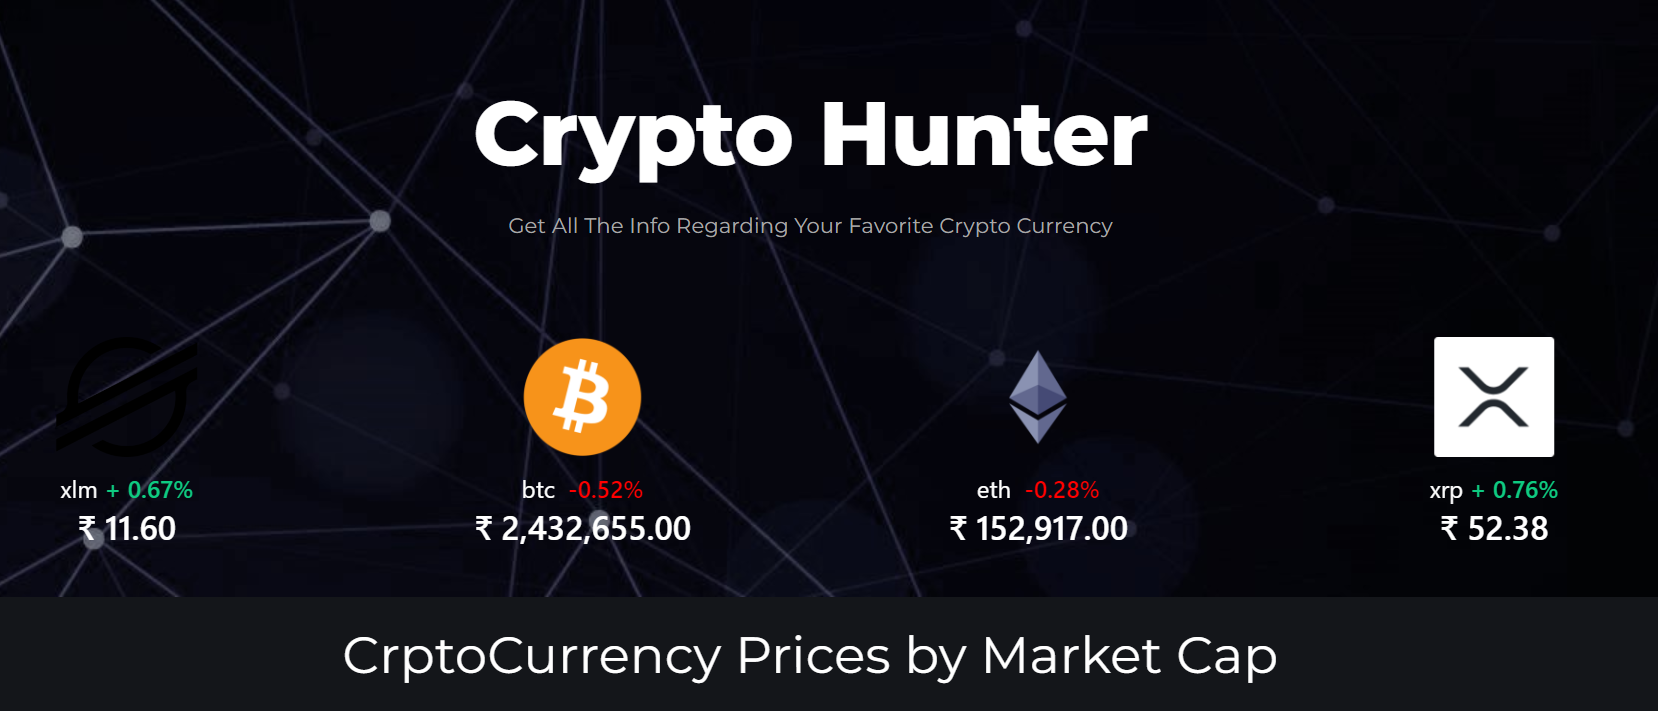 Crypto Hunter
Get All The Info Regarding Your Favorite Crypto Currency
xlm + 0.67%
₹ 11.60
btc -0.52%
₹ 2,432,655.00
eth -0.28%
₹ 152,917.00
xrp + 0.76%
₹ 52.38
CrptoCurrency Prices by Market Cap